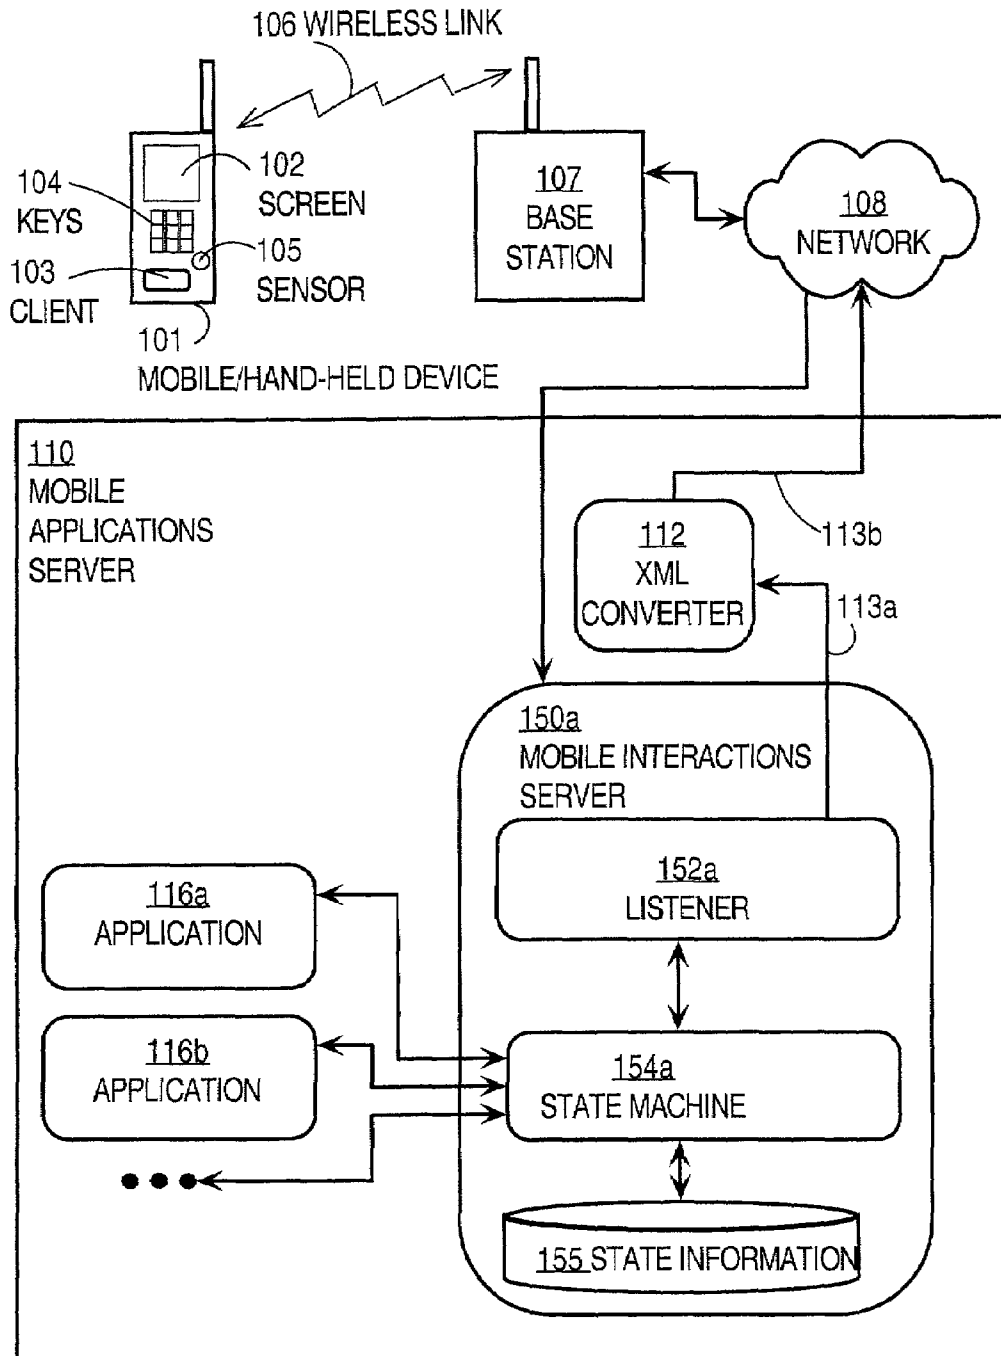 106 WIRELESS LINK
102
SCREEN
104
KEYS
105
SENSOR
103
CLIENT
101
MOBILE/HAND-HELD DEVICE
107
BASE
STATION
108
NETWORK
110
MOBILE
APPLICATIONS
SERVER
112
XML
CONVERTER
113b
113a
150a
MOBILE INTERACTIONS
SERVER
152a
LISTENER
116a
APPLICATION
116b
APPLICATION
154a
STATE MACHINE
155 STATE INFORMATION